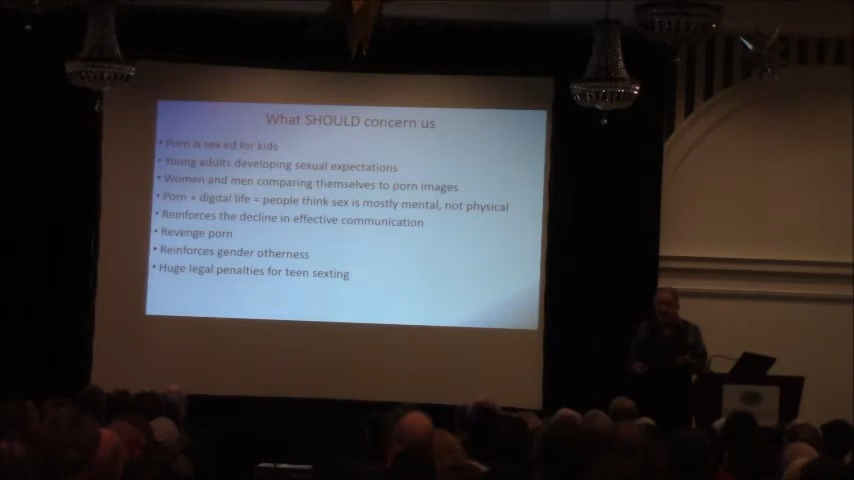 What SHOULD concern us
• Porn is sex ed for kids
• Young adults developing sexual expectations
• Women and men comparing themselves to porn images
• Porn + digital life = people think sex is mostly mental, not physical
• Reinforces the decline in effective communication
• Revenge porn
• Reinforces gender otherness
• Huge legal penalties for teen sexting